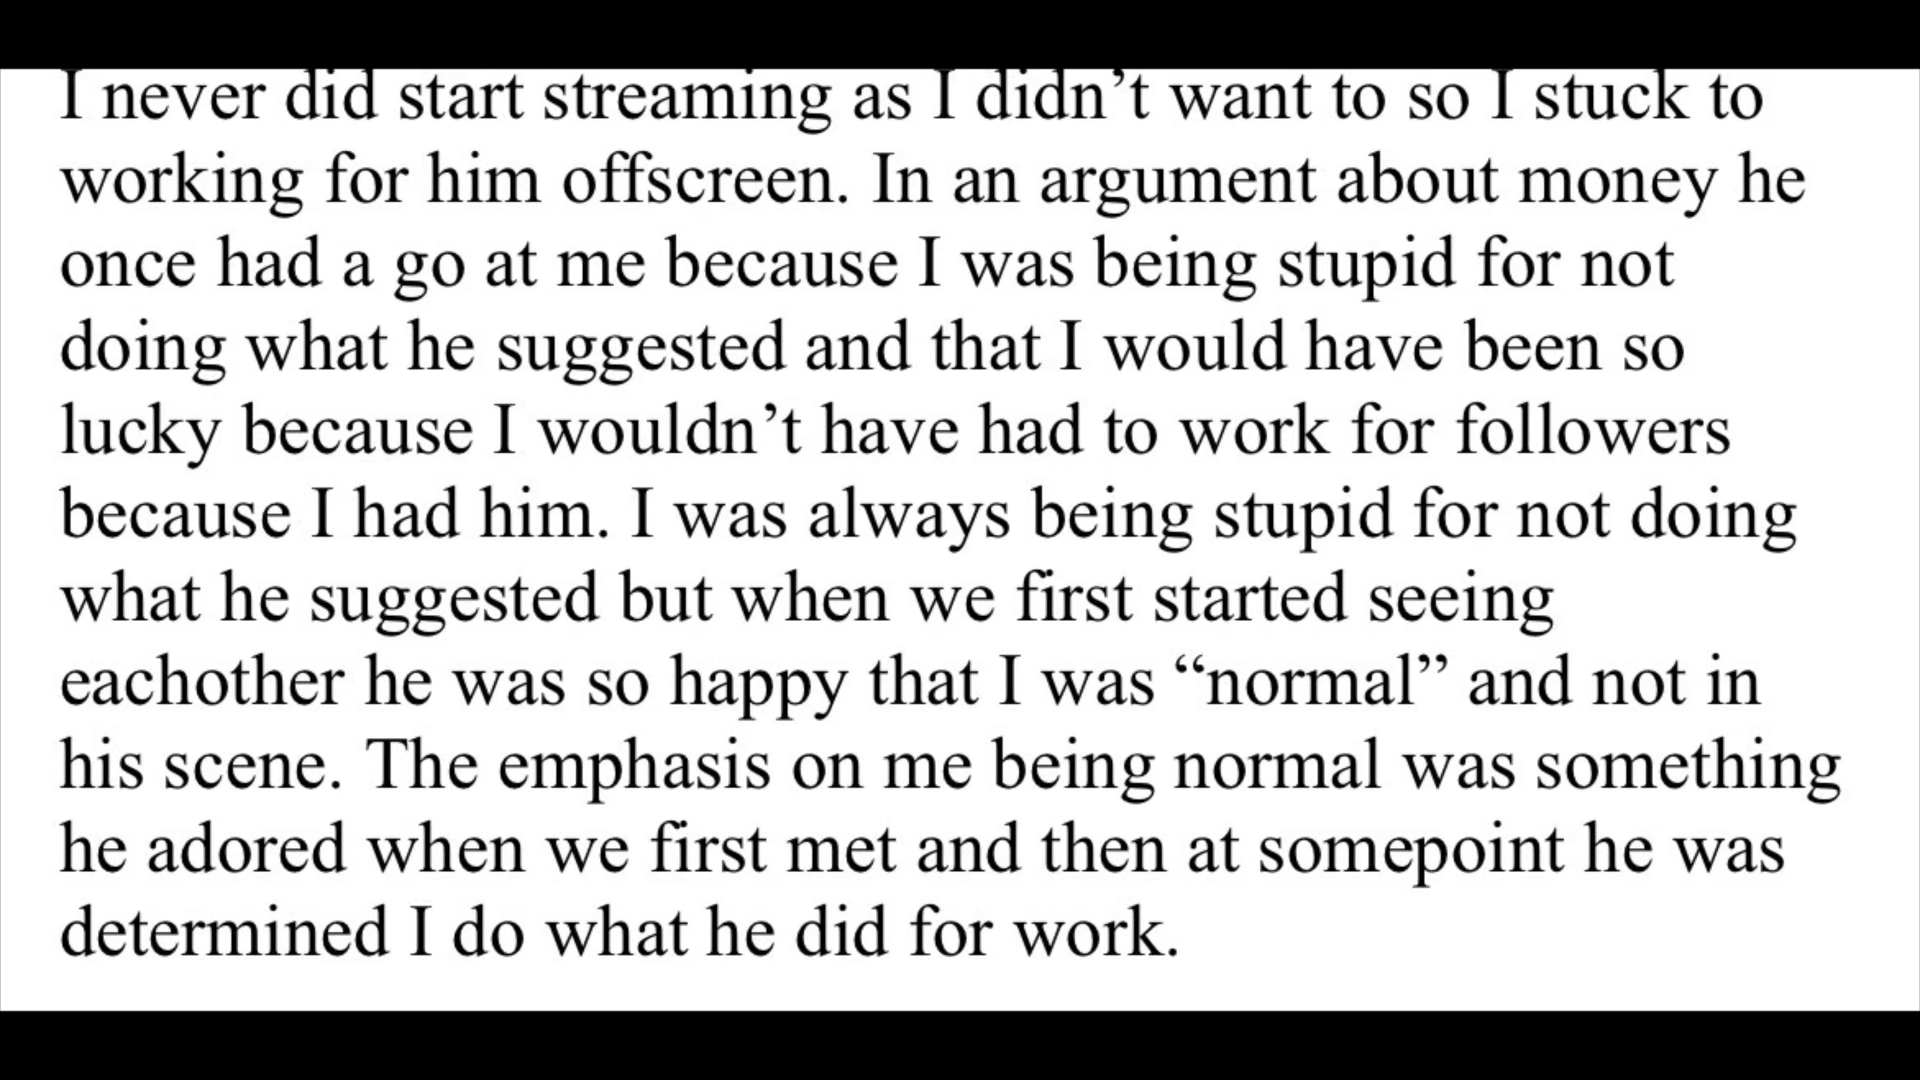 I never did start streaming as I didn’t want to so I stuck to
working for him offscreen. In an argument about money he
once had a go at me because I was being stupid for not
doing what he suggested and that I would have been so
lucky because I wouldn’t have had to work for followers
because I had him. I was always being stupid for not doing
what he suggested but when we first started seeing
eachother he was so happy that I was “normal” and not in
his scene. The emphasis on me being normal was something
he adored when we first met and then at somepoint he was
determined I do what he did for work.